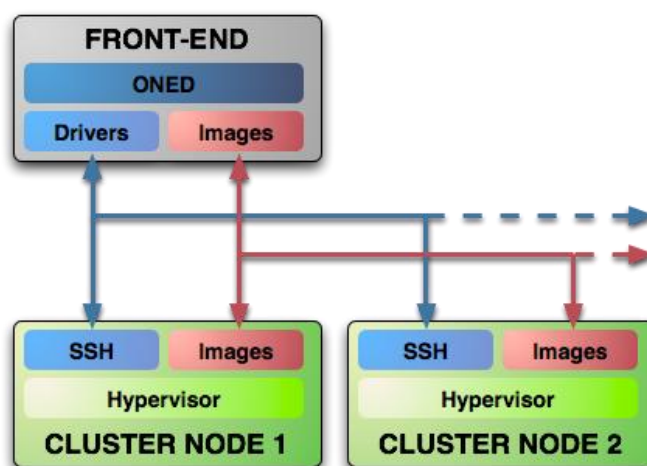 FRONT-END
ONED
Drivers Images
SSH Images
Hypervisor
CLUSTER NODE 1
SSH Images
Hypervisor
CLUSTER NODE 2